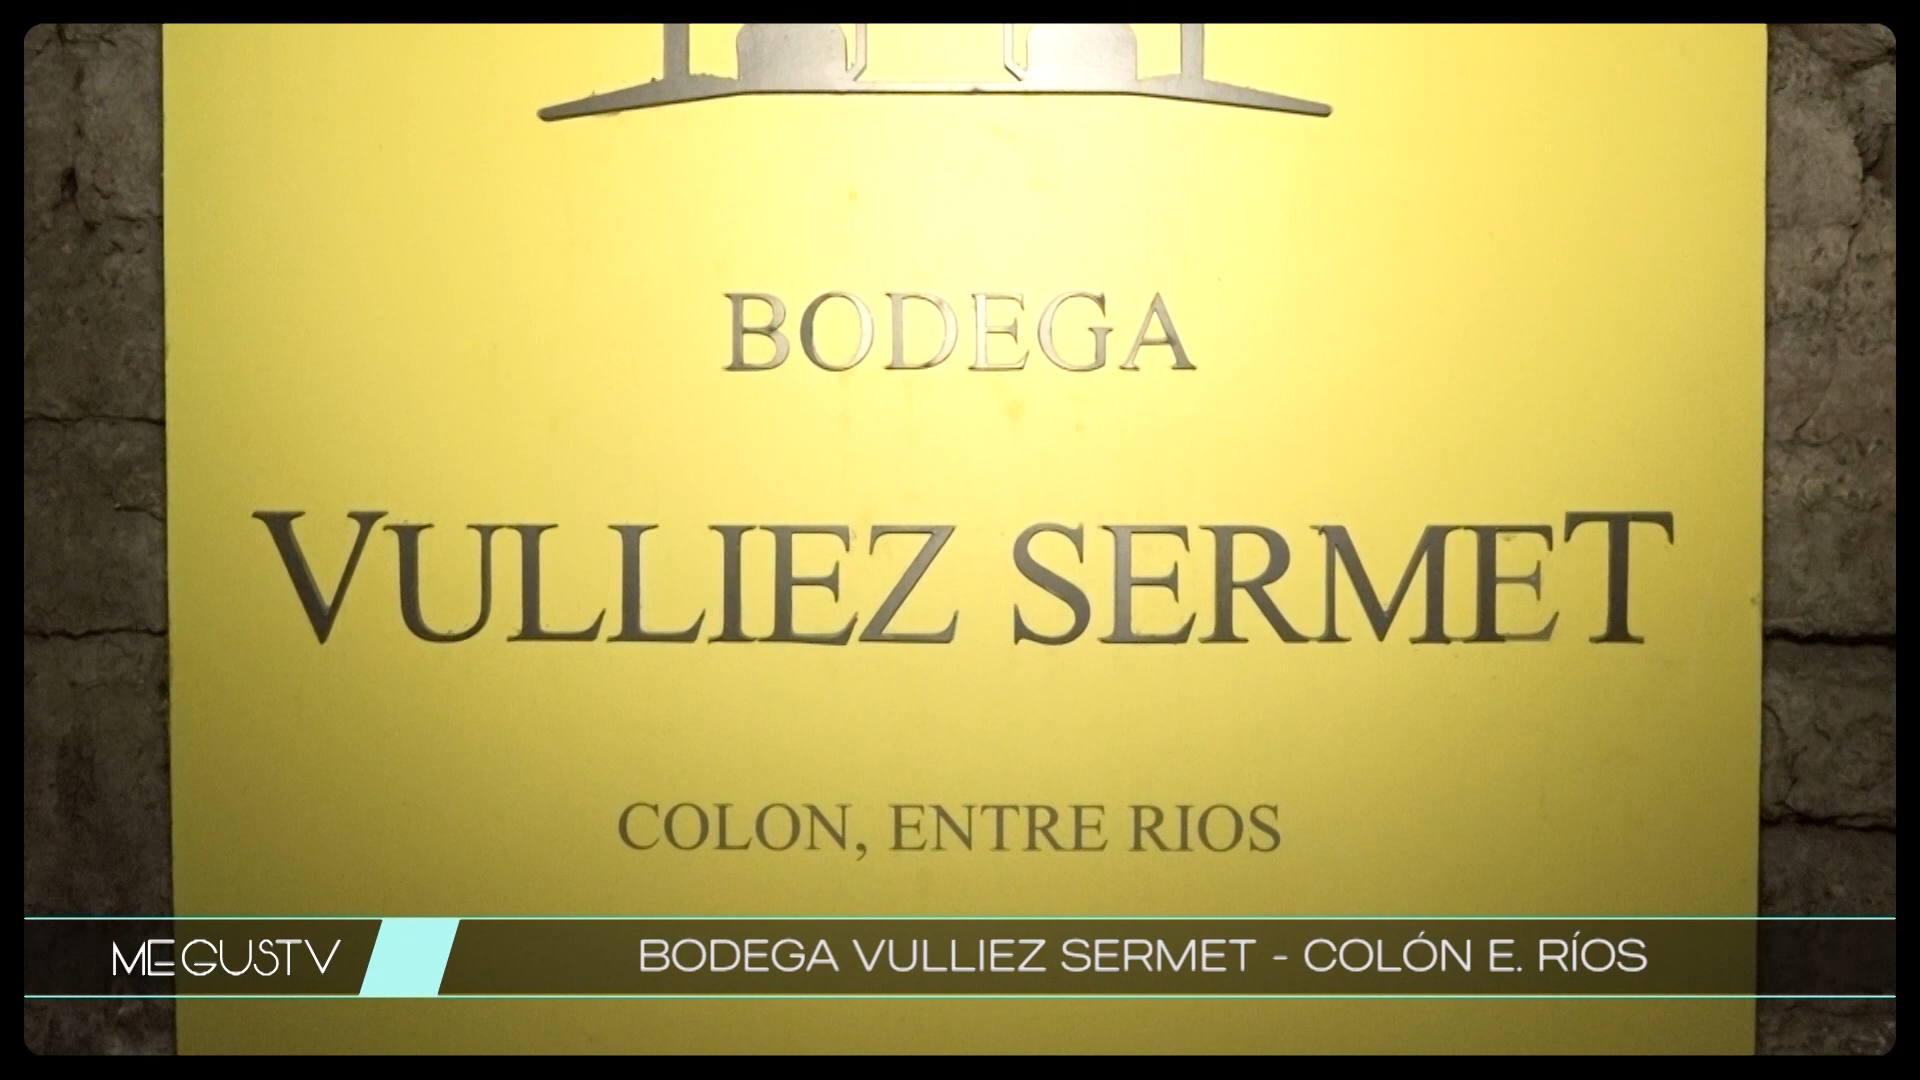 BODEGA
VULLIEZ SERMET
COLON, ENTRE RIOS
MEGUSTV
BODEGA VULLIEZ SERMET - COLÓN E. RÍOS